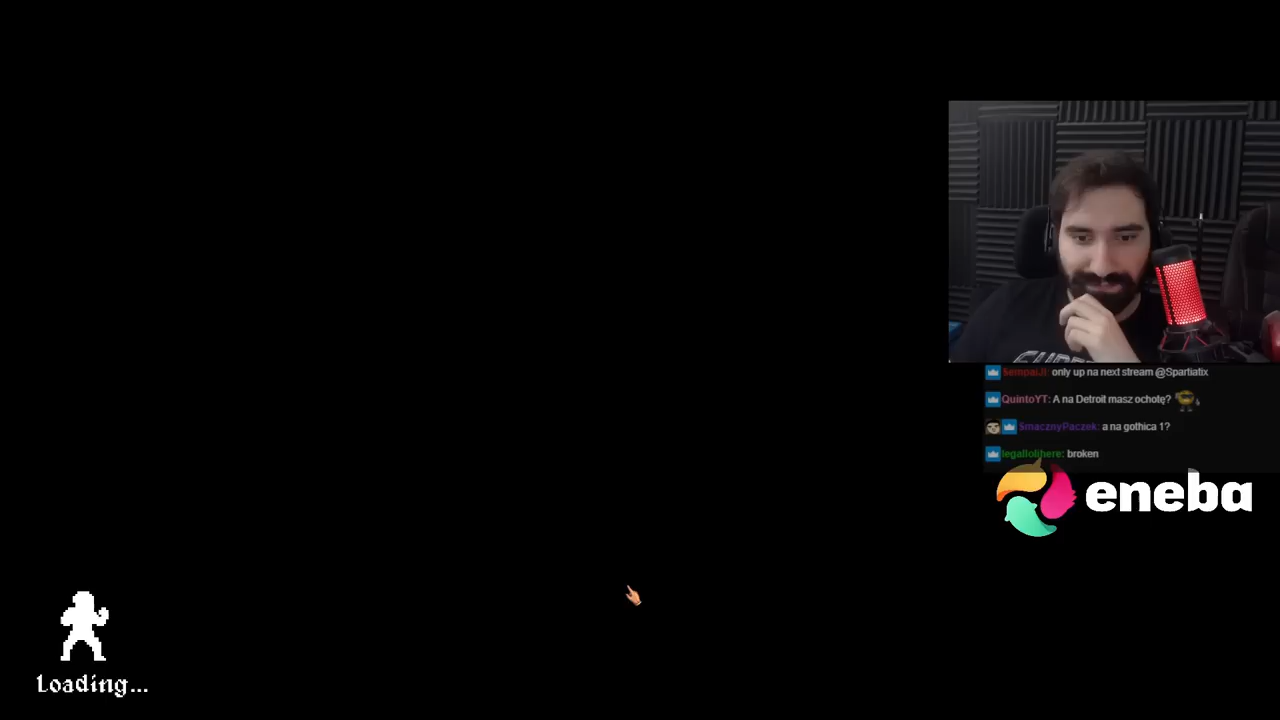 SempaiJI: only up na next stream @Spartiatix
QuintoYT: A na Detroit masz ochotę?
SmacznyPaczek: a na gothica 1?
legallolihere: broken
eneba
Loading...